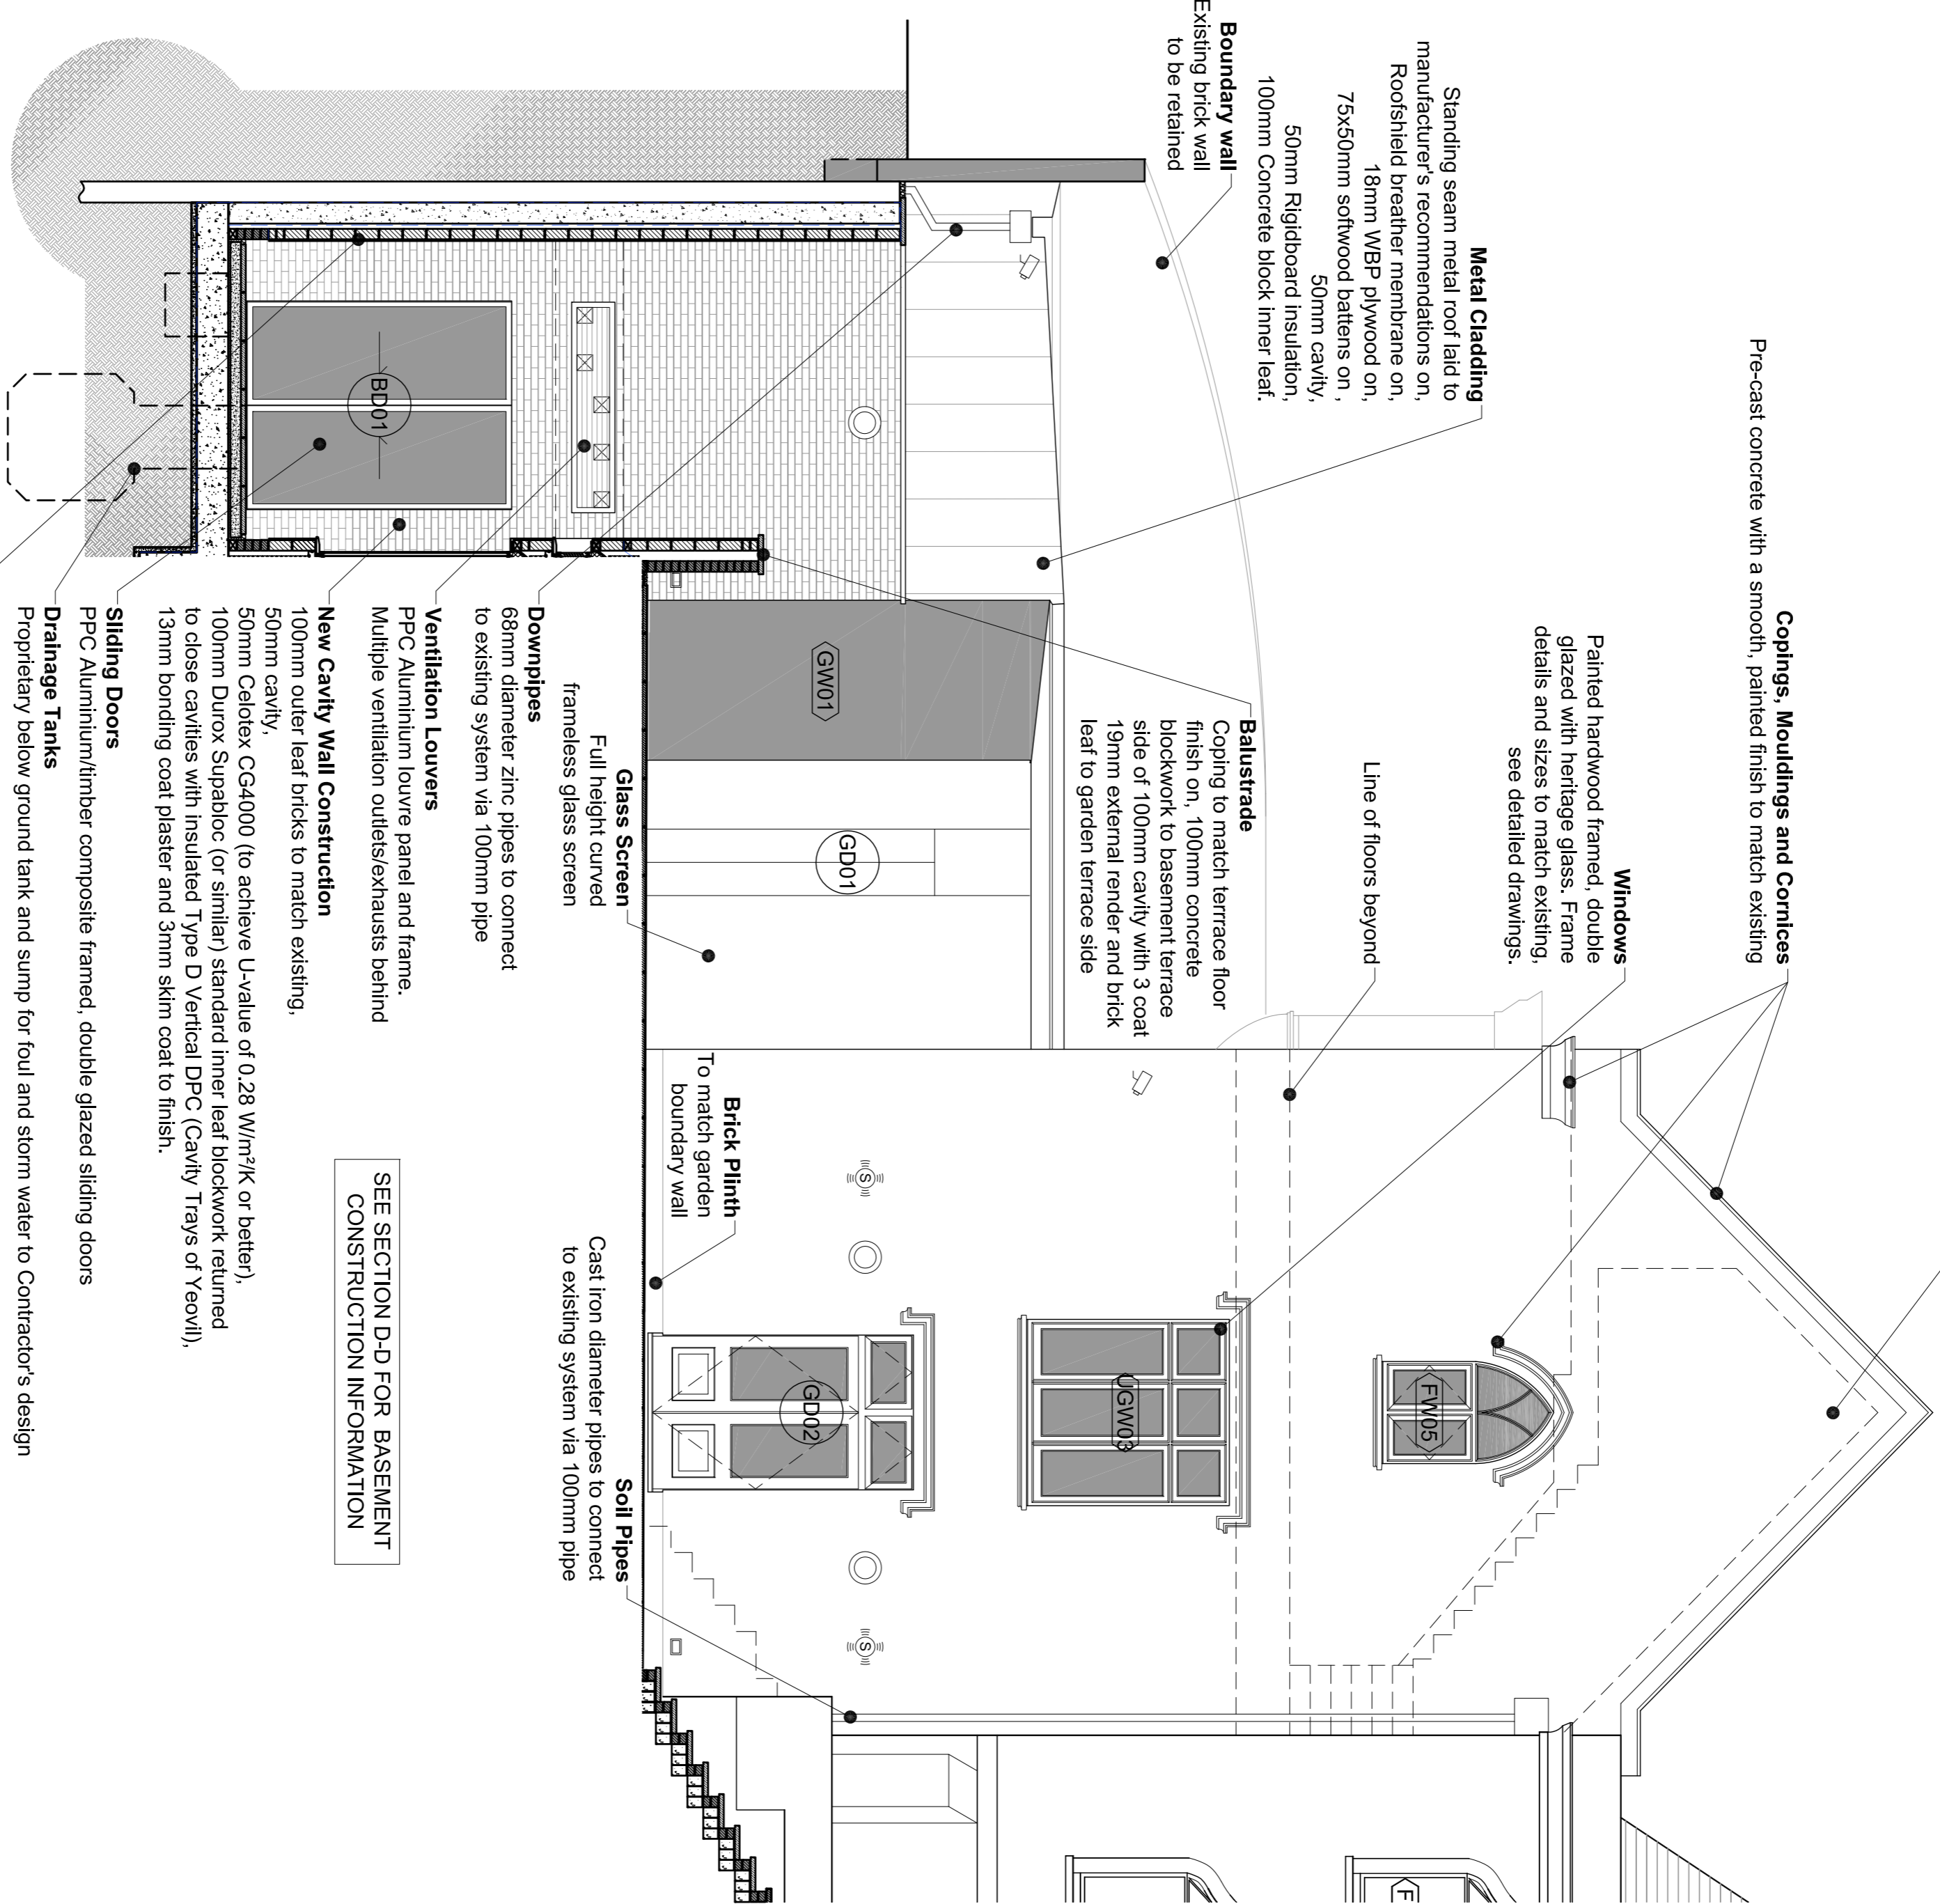 Copings, Mouldings and Cornices
Pre-cast concrete with a smooth, painted finish to match existing
Windows
Painted hardwood framed, double
glazed with heritage glass. Frame
details and sizes to match existing,
see detailed drawings.
Metal Cladding
Standing seam metal roof laid to
manufacturer's recommendations on,
Roofshield breather membrane on,
18mm WBP plywood on,
75x50mm softwood battens on ,
50mm cavity,
50mm Rigidboard insulation,
100mm Concrete block inner leaf.
Boundary wall
Existing brick wall
to be retained
Line of floors beyond
Balustrade
Coping to match terrrace floor
finish on, 100mm concrete
blockwork to basement terrace
side of 100mm cavity with 3 coat
19mm external render and brick
leaf to garden terrace side
FW05
F
UGW03
GW01
GD01
GD02
S
S
BD01
Brick Plinth
To match garden
boundary wall
Glass Screen
Full height curved
frameless glass screen
Soil Pipes
Cast iron diameter pipes to connect
to existing system via 100mm pipe
Downpipes
68mm diameter zinc pipes to connect
to existing system via 100mm pipe
Ventilation Louvers
PPC Aluminium louvre panel and frame.
Multiple ventilation outlets/exhausts behind
SEE SECTION D-D FOR BASEMENT
CONSTRUCTION INFORMATION
New Cavity Wall Construction
100mm outer leaf bricks to match existing,
50mm cavity,
50mm Celotex CG4000 (to achieve U-value of 0.28 W/m²/K or better),
100mm Durox Supabloc (or similar) standard inner leaf blockwork returned
to close cavities with insulated Type D Vertical DPC (Cavity Trays of Yeovil),
13mm bonding coat plaster and 3mm skim coat to finish.
Sliding Doors
PPC Aluminium/timber composite framed, double glazed sliding doors
Drainage Tanks
Proprietary below ground tank and sump for foul and storm water to Contractor's design